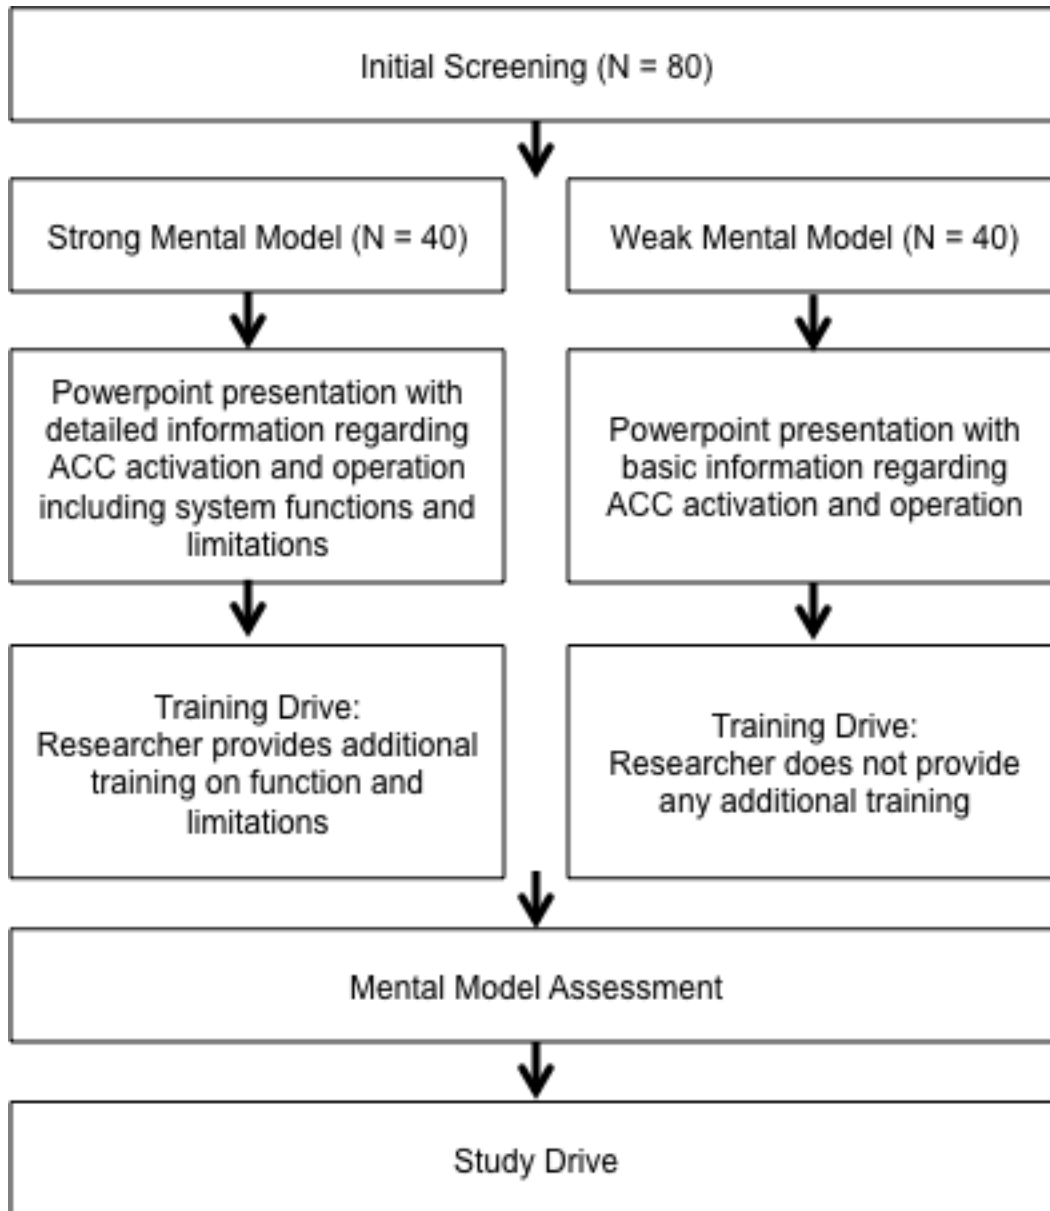 Initial Screening (N = 80)
Strong Mental Model (N = 40)
Weak Mental Model (N = 40)
Powerpoint presentation with
detailed information regarding
ACC activation and operation
including system functions and
limitations
Powerpoint presentation with
basic information regarding
ACC activation and operation
Training Drive:
Researcher provides additional
training on function and
limitations
Training Drive:
Researcher does not provide
any additional training
Mental Model Assessment
Study Drive